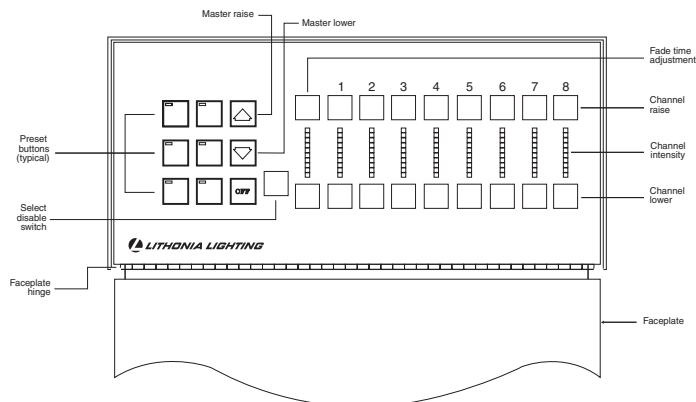 Master raise
Master lower
Fade time
adjustment
1 2 3 4 5 6 7 8
Channel
raise
Preset
buttons
(typical)
Channel
intensity
OFF
Channel
lower
Select
disable
switch
LITHONIA LIGHTING
Faceplate
hinge
Faceplate